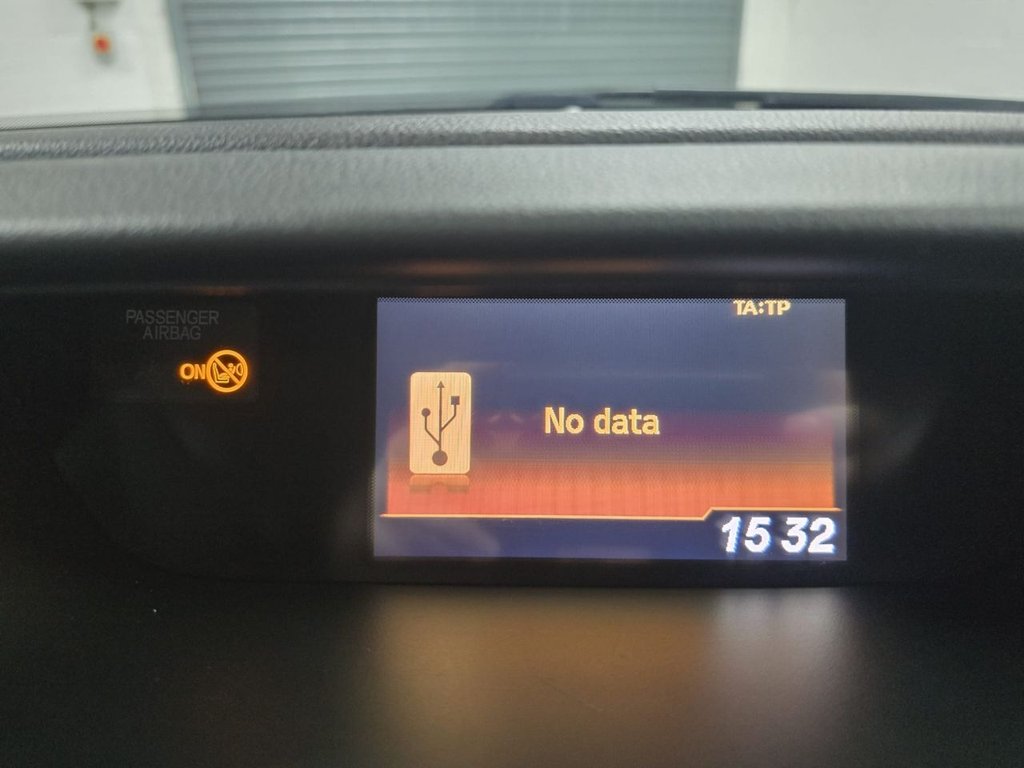 PASSENGER
AIRBAG
ON
TA:TP
No data
15 32